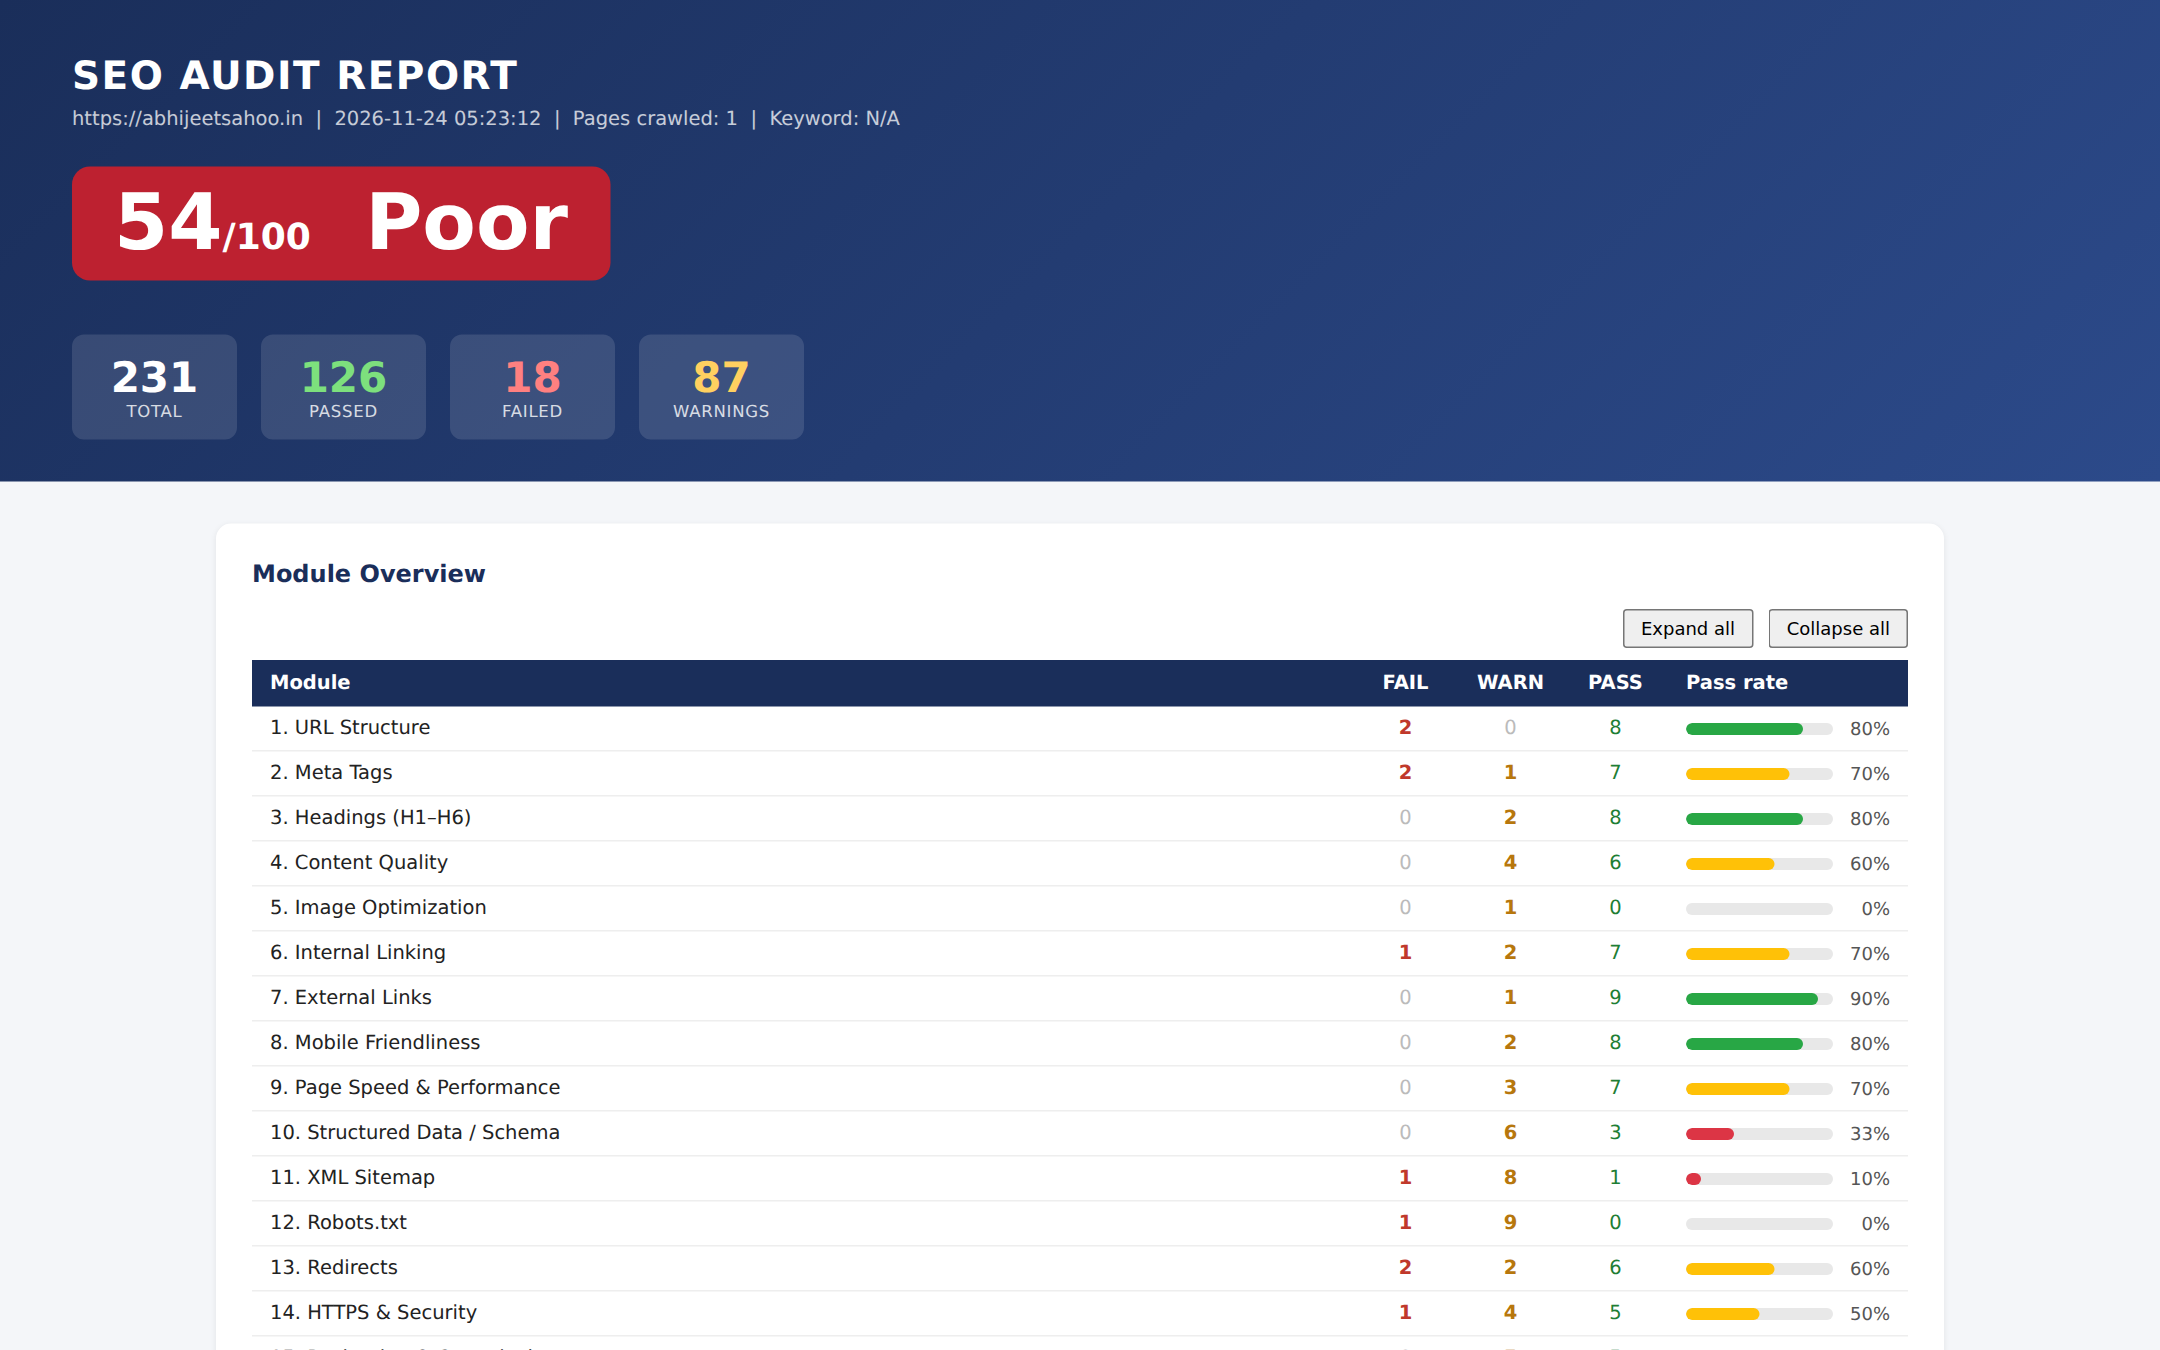 SEO AUDIT REPORT
https://abhijeetsahoo.in | 2026-11-24 05:23:12 | Pages crawled: 1 | Keyword: N/A
54/100 Poor
231 126 18 87
TOTAL PASSED FAILED WARNINGS
Module Overview
Expand all Collapse all
Module FAIL WARN PASS Pass rate
1. URL Structure 2 0 8 80%
2. Meta Tags 2 1 7 70%
3. Headings (H1–H6) 0 2 8 80%
4. Content Quality 0 4 6 60%
5. Image Optimization 0 1 0 0%
6. Internal Linking 1 2 7 70%
7. External Links 0 1 9 90%
8. Mobile Friendliness 0 2 8 80%
9. Page Speed & Performance 0 3 7 70%
10. Structured Data / Schema 0 6 3 33%
11. XML Sitemap 1 8 1 10%
12. Robots.txt 1 9 0 0%
13. Redirects 2 2 6 60%
14. HTTPS & Security 1 4 5 50%